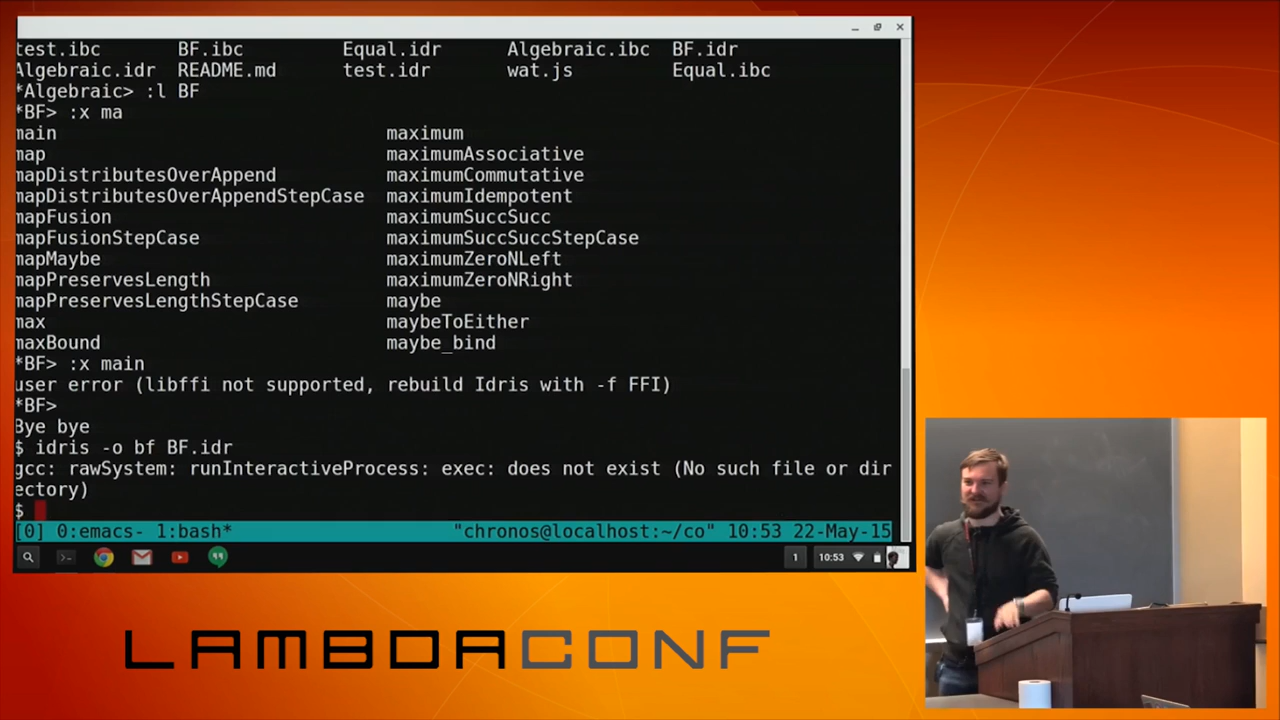 test.ibc BF.ibc Equal.idr Algebraic.ibc BF.idr
Algebraic.idr README.md test.idr wat.js Equal.ibc
*Algebraic> :l BF
*BF> :x ma
main maximum
map maximumAssociative
mapDistributesOverAppend maximumCommutative
mapDistributesOverAppendStepCase maximumIdempotent
mapFusion maximumSuccSucc
mapFusionStepCase maximumSuccSuccStepCase
mapMaybe maximumZeroNLeft
mapPreservesLength maximumZeroNRight
mapPreservesLengthStepCase maybe
max maybeToEither
maxBound maybe_bind
*BF> :x main
user error (libffi not supported, rebuild Idris with -f FFI)
*BF>
Bye bye
$ idris -o bf BF.idr
gcc: rawSystem: runInteractiveProcess: exec: does not exist (No such file or dir
ectory)
$
[0] 0:emacs- 1:bash* "chronos@localhost:~/co" 10:53 22-May-15
1 10:53
LAMBDACONF